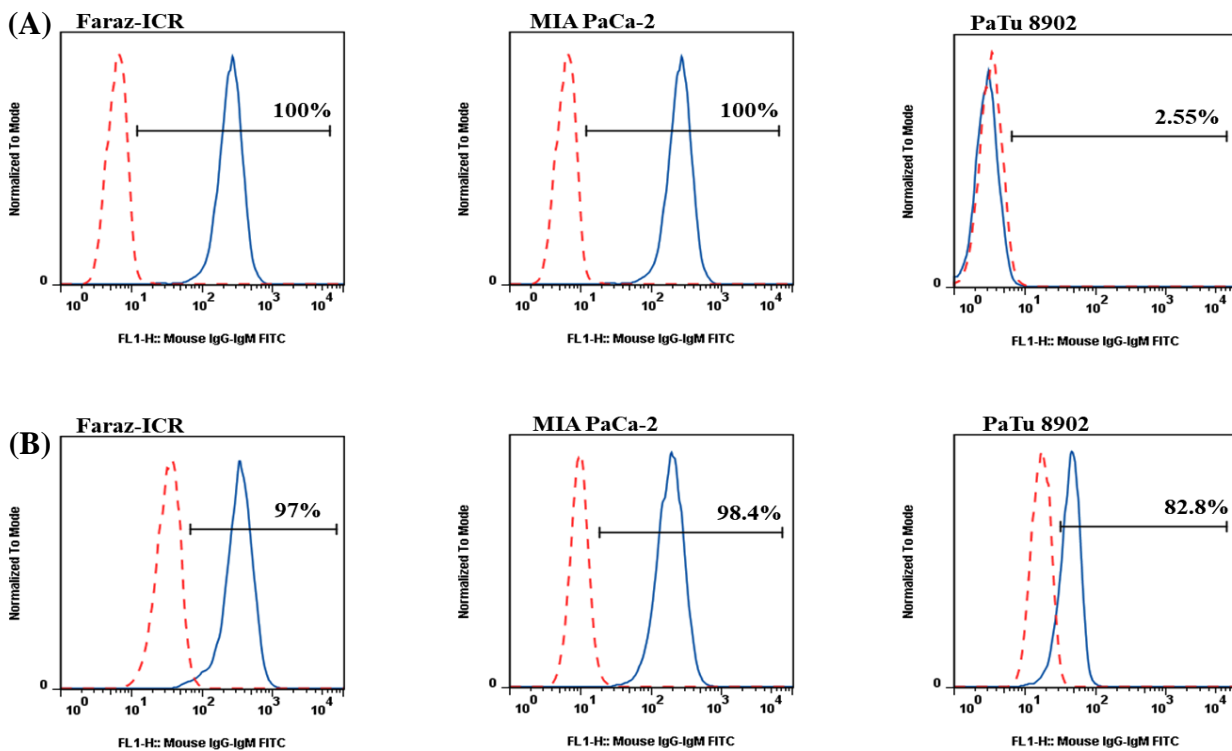 (A)
Faraz-ICR
MIA PaCa-2
PaTu 8902
100%
100%
2.55%
Normalized To Mode
Normalized To Mode
Normalized To Mode
0
0
0
10^0 10^1 10^2 10^3 10^4
10^0 10^1 10^2 10^3 10^4
10^0 10^1 10^2 10^3 10^4
FL1-H:: Mouse IgG-IgM FITC
FL1-H:: Mouse IgG-IgM FITC
FL1-H:: Mouse IgG-IgM FITC
(B)
Faraz-ICR
MIA PaCa-2
PaTu 8902
97%
98.4%
82.8%
Normalized To Mode
Normalized To Mode
Normalized To Mode
0
0
0
10^0 10^1 10^2 10^3 10^4
10^0 10^1 10^2 10^3 10^4
10^0 10^1 10^2 10^3 10^4
FL1-H:: Mouse IgG-IgM FITC
FL1-H:: Mouse IgG-IgM FITC
FL1-H:: Mouse IgG-IgM FITC